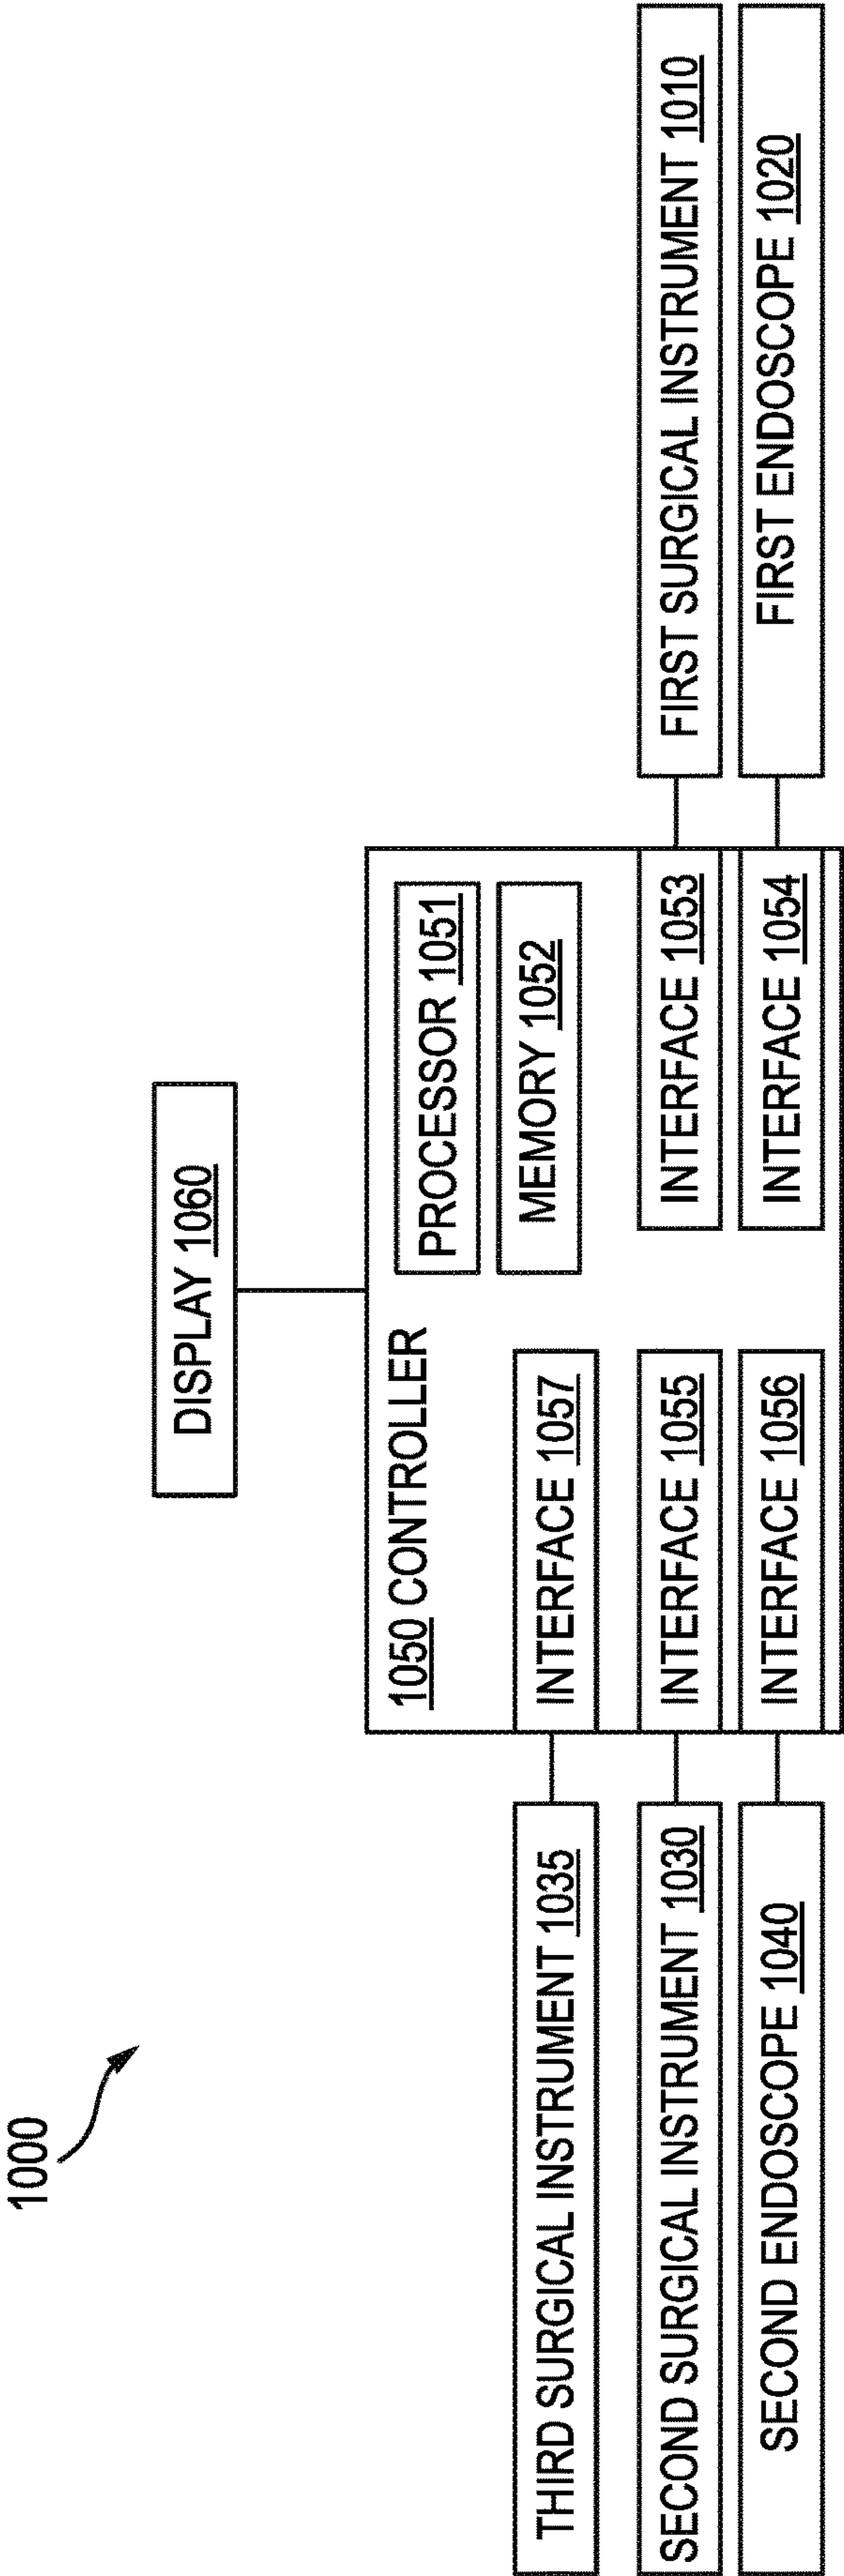 1000
DISPLAY 1060
1050 CONTROLLER
PROCESSOR 1051
MEMORY 1052
THIRD SURGICAL INSTRUMENT 1035
INTERFACE 1057
SECOND SURGICAL INSTRUMENT 1030
INTERFACE 1055
INTERFACE 1053
FIRST SURGICAL INSTRUMENT 1010
SECOND ENDOSCOPE 1040
INTERFACE 1056
INTERFACE 1054
FIRST ENDOSCOPE 1020